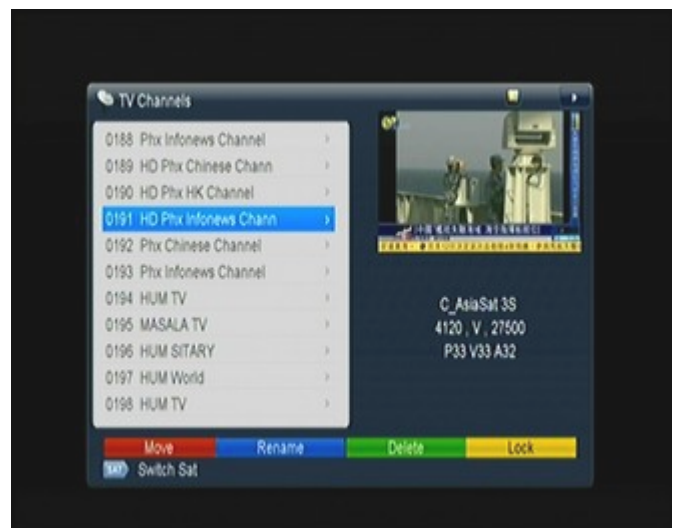 TV Channels
0188 Phx Infonews Channel
0189 HD Phx Chinese Chann
0190 HD Phx HK Channel
0191 HD Phx Infonews Chann
0192 Phx Chinese Channel
0193 Phx Infonews Channel
0194 HUM TV
0195 MASALA TV
0196 HUM SITARY
0197 HUM World
0198 HUM TV
C_AsiaSat 3S
4120 , V , 27500
P33 V33 A32
Move Rename Delete Lock
SAT Switch Sat